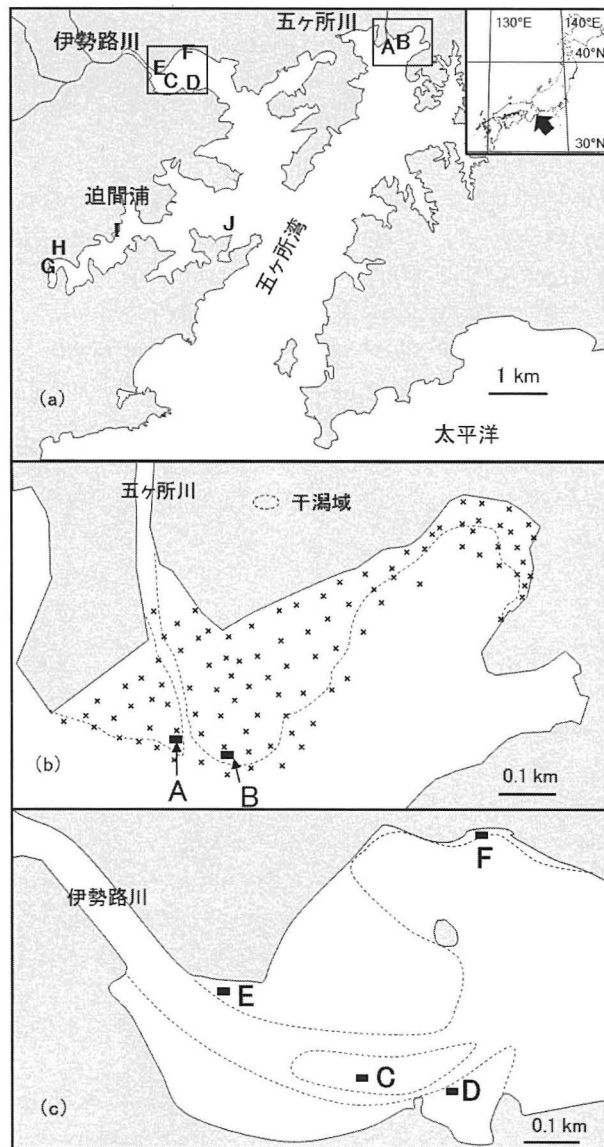 五ヶ所川
130°E
140°E
伊勢路川
40°N
F
E
C
D
A
B
30°N
迫間浦
H
I
J
G
五ヶ所湾
1 km
(a)
太平洋
五ヶ所川
干潟域
(b)
A
B
0.1 km
伊勢路川
F
E
C
D
(c)
0.1 km